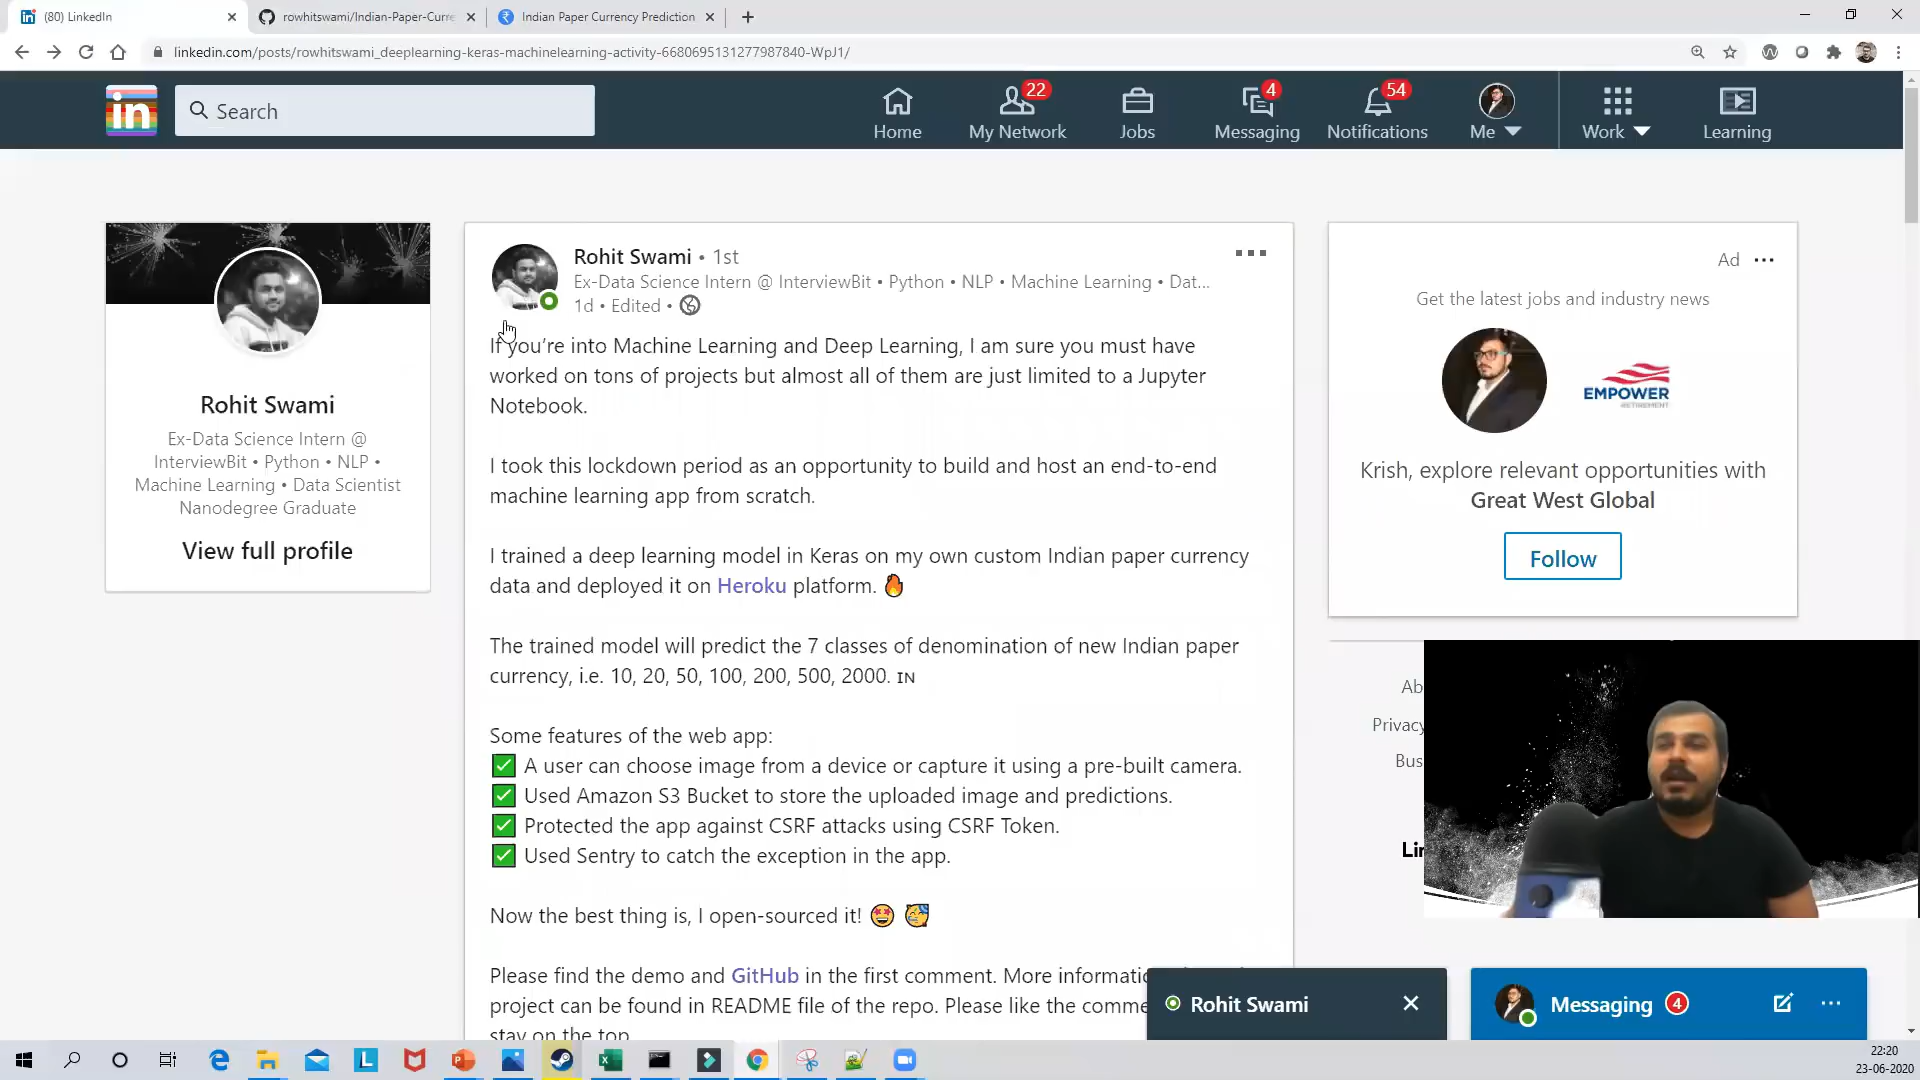 (80) LinkedIn
rowhitswami/Indian-Paper-Curre
Indian Paper Currency Prediction
linkedin.com/posts/rowhitswami_deeplearning-keras-machinelearning-activity-6680695131277987840-WpJ1/
in
Search
Home
22
My Network
Jobs
4
Messaging
54
Notifications
Me
Work
Learning
Rohit Swami
Ex-Data Science Intern @
InterviewBit • Python • NLP •
Machine Learning • Data Scientist
Nanodegree Graduate
View full profile
Rohit Swami • 1st
Ex-Data Science Intern @ InterviewBit • Python • NLP • Machine Learning • Dat...
1d • Edited •
If you're into Machine Learning and Deep Learning, I am sure you must have
worked on tons of projects but almost all of them are just limited to a Jupyter
Notebook.
I took this lockdown period as an opportunity to build and host an end-to-end
machine learning app from scratch.
I trained a deep learning model in Keras on my own custom Indian paper currency
data and deployed it on Heroku platform. 🔥
The trained model will predict the 7 classes of denomination of new Indian paper
currency, i.e. 10, 20, 50, 100, 200, 500, 2000. IN
Some features of the web app:
✅ A user can choose image from a device or capture it using a pre-built camera.
✅ Used Amazon S3 Bucket to store the uploaded image and predictions.
✅ Protected the app against CSRF attacks using CSRF Token.
✅ Used Sentry to catch the exception in the app.
Now the best thing is, I open-sourced it! 🤩 🥳
Please find the demo and GitHub in the first comment. More informati
project can be found in README file of the repo. Please like the comme
stay on the top.
Ad
Get the latest jobs and industry news
EMPOWER
RETIREMENT
Krish, explore relevant opportunities with
Great West Global
Follow
Ab
Privacy
Bus
Lin
Rohit Swami
Messaging 4
22:20
23-06-2020